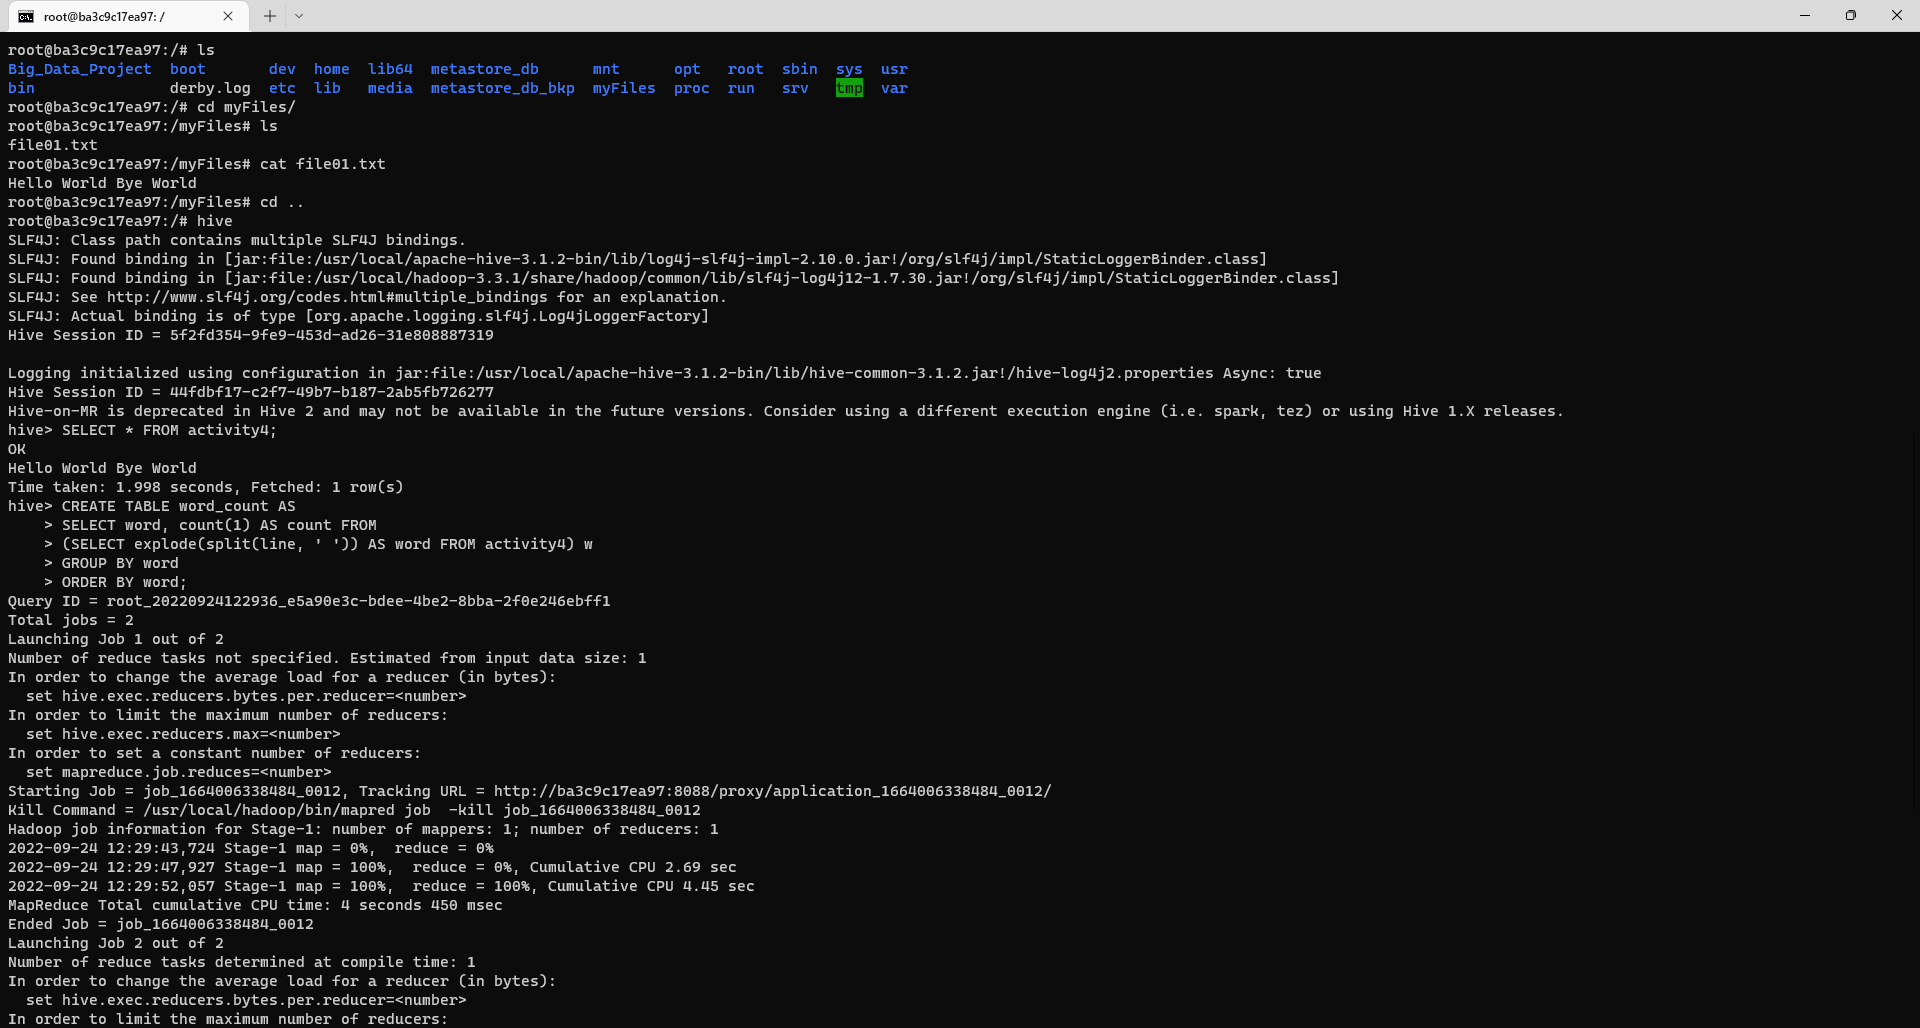 root@ba3c9c17ea97: /
root@ba3c9c17ea97:/# ls
Big_Data_Project  boot       dev  home  lib64  metastore_db      mnt      opt   root  sbin  sys  usr
bin               derby.log  etc  lib   media  metastore_db_bkp  myFiles  proc  run   srv   tmp  var
root@ba3c9c17ea97:/# cd myFiles/
root@ba3c9c17ea97:/myFiles# ls
file01.txt
root@ba3c9c17ea97:/myFiles# cat file01.txt
Hello World Bye World
root@ba3c9c17ea97:/myFiles# cd ..
root@ba3c9c17ea97:/# hive
SLF4J: Class path contains multiple SLF4J bindings.
SLF4J: Found binding in [jar:file:/usr/local/apache-hive-3.1.2-bin/lib/log4j-slf4j-impl-2.10.0.jar!/org/slf4j/impl/StaticLoggerBinder.class]
SLF4J: Found binding in [jar:file:/usr/local/hadoop-3.3.1/share/hadoop/common/lib/slf4j-log4j12-1.7.30.jar!/org/slf4j/impl/StaticLoggerBinder.class]
SLF4J: See http://www.slf4j.org/codes.html#multiple_bindings for an explanation.
SLF4J: Actual binding is of type [org.apache.logging.slf4j.Log4jLoggerFactory]
Hive Session ID = 5f2fd354-9fe9-453d-ad26-31e808887319

Logging initialized using configuration in jar:file:/usr/local/apache-hive-3.1.2-bin/lib/hive-common-3.1.2.jar!/hive-log4j2.properties Async: true
Hive Session ID = 44fdbf17-c2f7-49b7-b187-2ab5fb726277
Hive-on-MR is deprecated in Hive 2 and may not be available in the future versions. Consider using a different execution engine (i.e. spark, tez) or using Hive 1.X releases.
hive> SELECT * FROM activity4;
OK
Hello World Bye World
Time taken: 1.998 seconds, Fetched: 1 row(s)
hive> CREATE TABLE word_count AS
    > SELECT word, count(1) AS count FROM
    > (SELECT explode(split(line, ' ')) AS word FROM activity4) w
    > GROUP BY word
    > ORDER BY word;
Query ID = root_20220924122936_e5a90e3c-bdee-4be2-8bba-2f0e246ebff1
Total jobs = 2
Launching Job 1 out of 2
Number of reduce tasks not specified. Estimated from input data size: 1
In order to change the average load for a reducer (in bytes):
  set hive.exec.reducers.bytes.per.reducer=<number>
In order to limit the maximum number of reducers:
  set hive.exec.reducers.max=<number>
In order to set a constant number of reducers:
  set mapreduce.job.reduces=<number>
Starting Job = job_1664006338484_0012, Tracking URL = http://ba3c9c17ea97:8088/proxy/application_1664006338484_0012/
Kill Command = /usr/local/hadoop/bin/mapred job  -kill job_1664006338484_0012
Hadoop job information for Stage-1: number of mappers: 1; number of reducers: 1
2022-09-24 12:29:43,724 Stage-1 map = 0%,  reduce = 0%
2022-09-24 12:29:47,927 Stage-1 map = 100%,  reduce = 0%, Cumulative CPU 2.69 sec
2022-09-24 12:29:52,057 Stage-1 map = 100%,  reduce = 100%, Cumulative CPU 4.45 sec
MapReduce Total cumulative CPU time: 4 seconds 450 msec
Ended Job = job_1664006338484_0012
Launching Job 2 out of 2
Number of reduce tasks determined at compile time: 1
In order to change the average load for a reducer (in bytes):
  set hive.exec.reducers.bytes.per.reducer=<number>
In order to limit the maximum number of reducers: